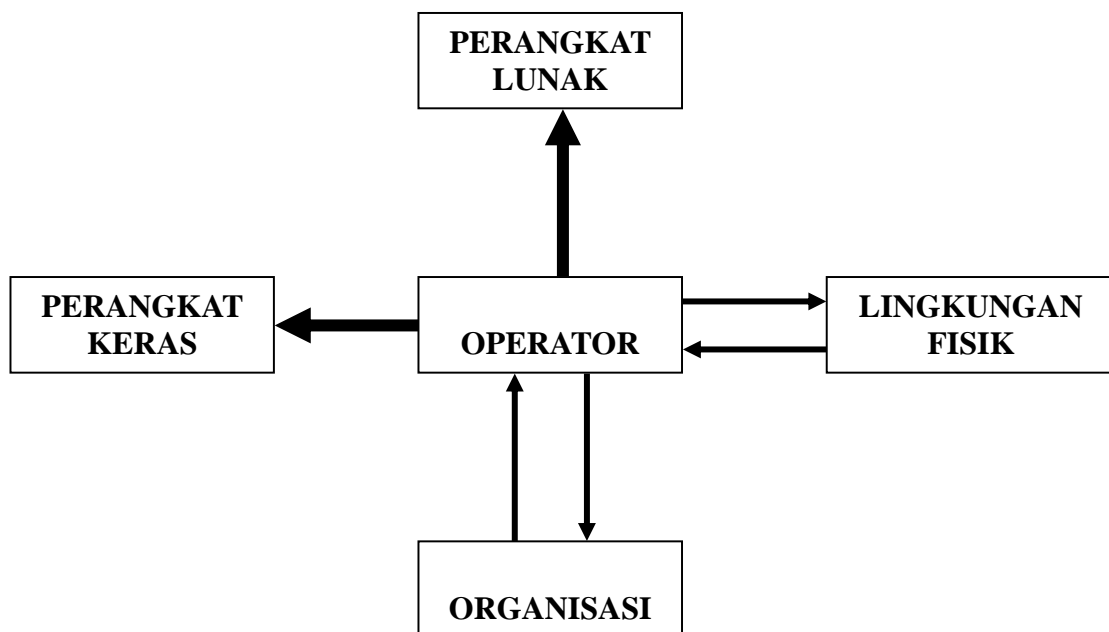 PERANGKAT
LUNAK
PERANGKAT
KERAS
OPERATOR
LINGKUNGAN
FISIK
ORGANISASI